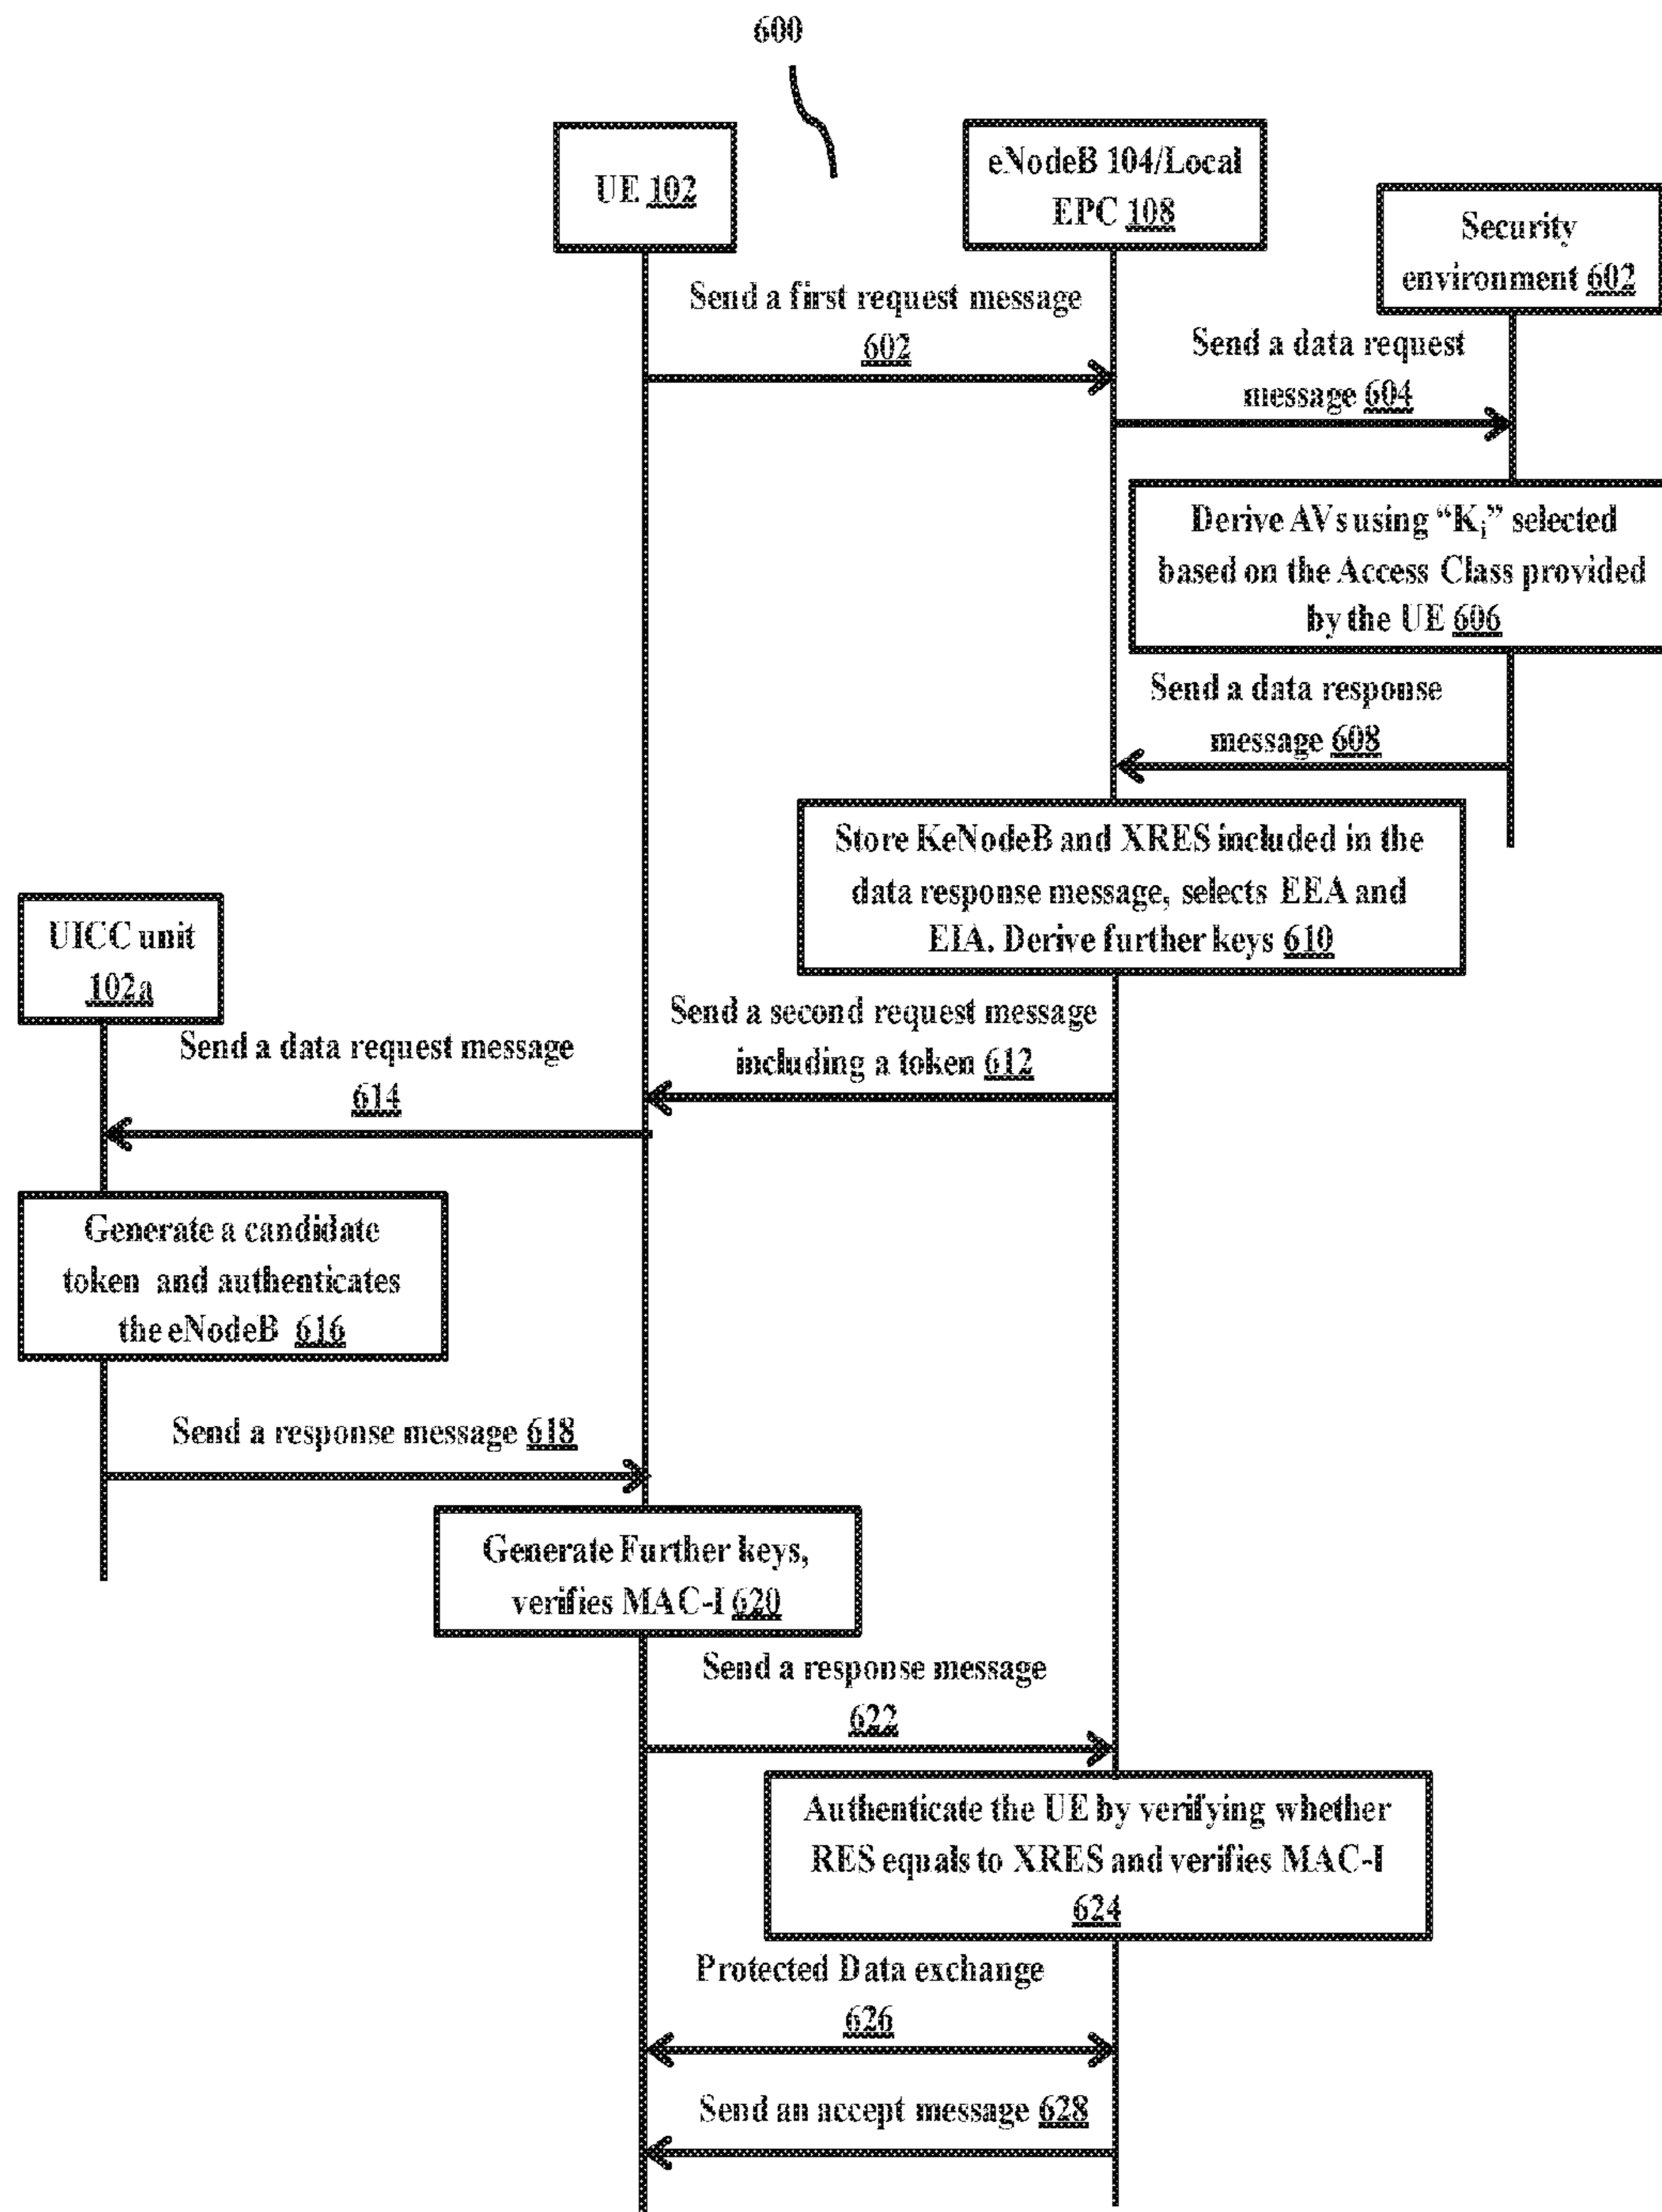 600
UE 102
eNodeB 104/Local
EPC 108
Security
environment 602
Send a first request message
602
Send a data request
message 604
Derive AVs using “Ki” selected
based on the Access Class provided
by the UE 606
Send a data response
message 608
Store KeNodeB and XRES included in the
data response message, selects EEA and
EIA. Derive further keys 610
UICC unit
102a
Send a second request message
including a token 612
Send a data request message
614
Generate a candidate
token and authenticates
the eNodeB 616
Send a response message 618
Generate Further keys,
verifies MAC-I 620
Send a response message
622
Authenticate the UE by verifying whether
RES equals to XRES and verifies MAC-I
624
Protected Data exchange
626
Send an accept message 628